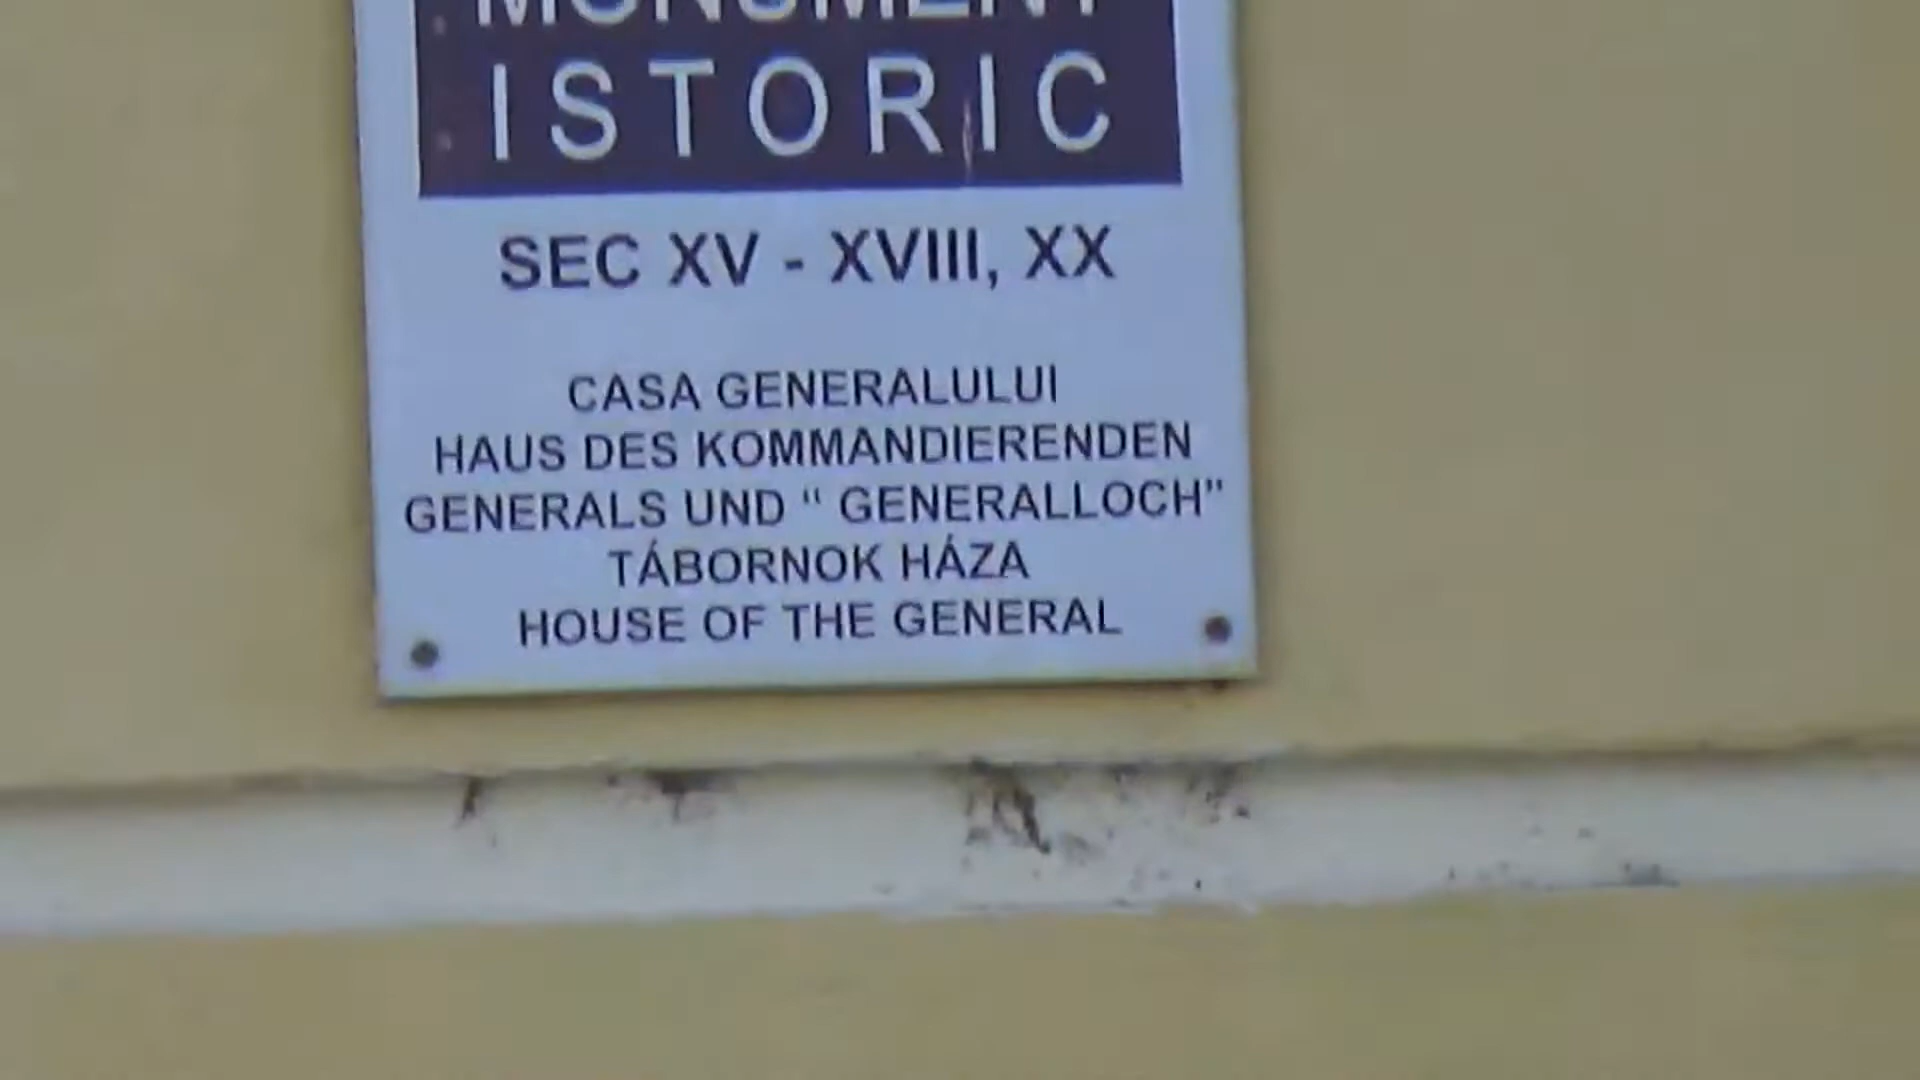 MONUMENT
ISTORIC
SEC XV - XVIII, XX
CASA GENERALULUI
HAUS DES KOMMANDIERENDEN
GENERALS UND “ GENERALLOCH”
TÁBORNOK HÁZA
HOUSE OF THE GENERAL